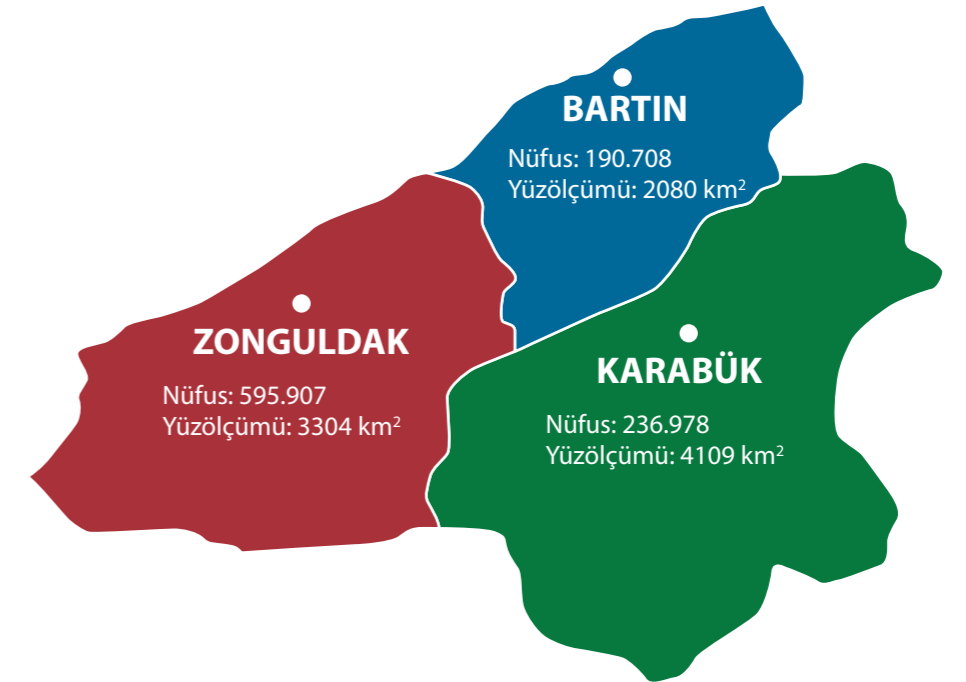 BARTIN
Nüfus: 190.708
Yüzölçümü: 2080 km²
ZONGULDAK
Nüfus: 595.907
Yüzölçümü: 3304 km²
KARABÜK
Nüfus: 236.978
Yüzölçümü: 4109 km²